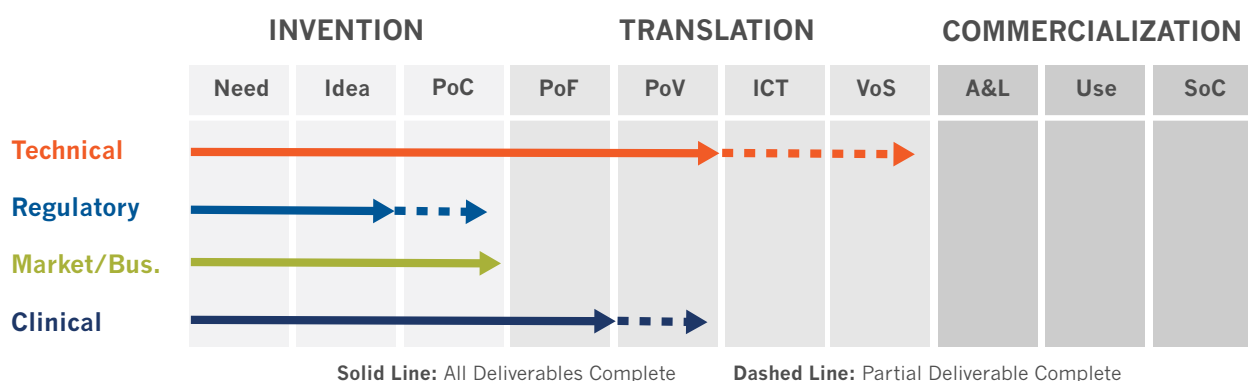 INVENTION TRANSLATION COMMERCIALIZATION
Need Idea PoC PoF PoV ICT VoS A&L Use SoC
Technical
Regulatory
Market/Bus.
Clinical
Solid Line: All Deliverables Complete Dashed Line: Partial Deliverable Complete